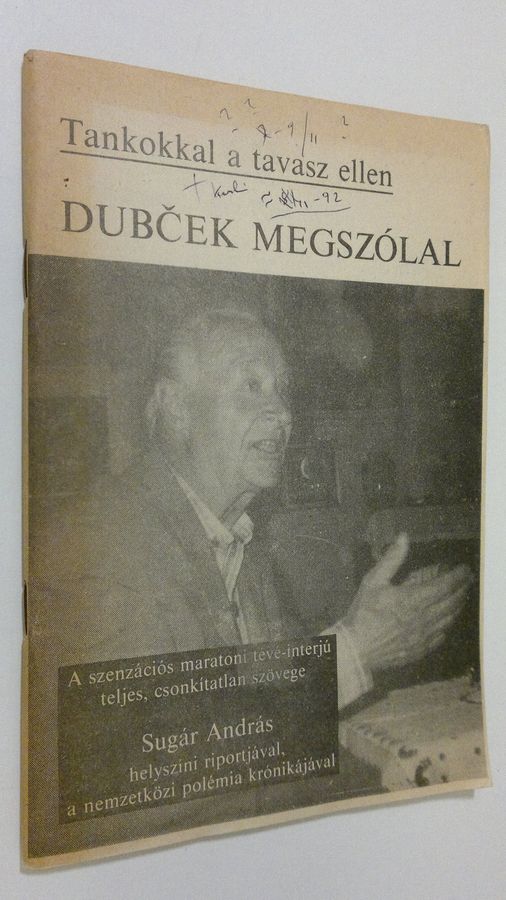 Tankokkal a tavasz ellen
DUBČEK MEGSZÓLAL
A szenzációs maratoni tévé-interjú
teljes, csonkítatlan szövege
Sugár András
helyszíni riportjával,
a nemzetközi polémia krónikájával